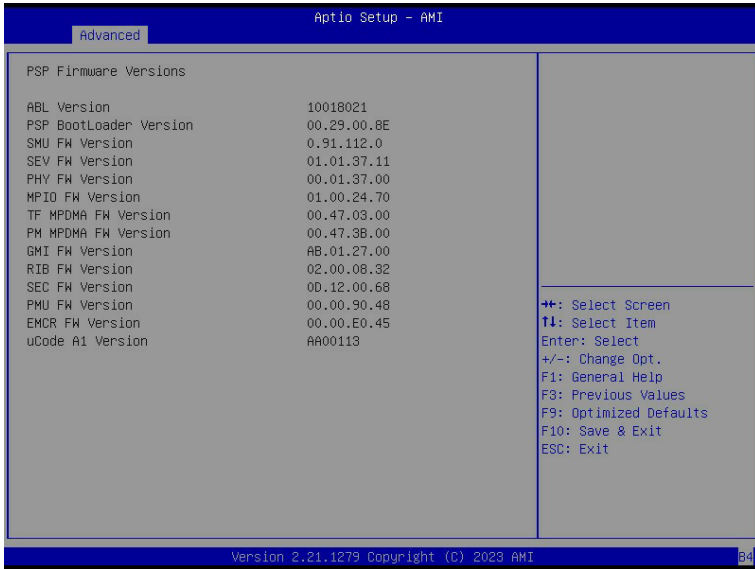 Aptio Setup - AMI
Advanced
PSP Firmware Versions
ABL Version 10018021
PSP BootLoader Version 00.29.00.8E
SMU FW Version 0.91.112.0
SEV FW Version 01.01.37.11
PHY FW Version 00.01.37.00
MPIO FW Version 01.00.24.70
TF MPDMA FW Version 00.47.03.00
PM MPDMA FW Version 00.47.3B.00
GMI FW Version AB.01.27.00
RIB FW Version 02.00.08.32
SEC FW Version 0D.12.00.68
PMU FW Version 00.00.90.48
EMCR FW Version 00.00.E0.45
uCode A1 Version AA00113
→←: Select Screen
↑↓: Select Item
Enter: Select
+/-: Change Opt.
F1: General Help
F3: Previous Values
F9: Optimized Defaults
F10: Save & Exit
ESC: Exit
Version 2.21.1279 Copyright (C) 2023 AMI
B4